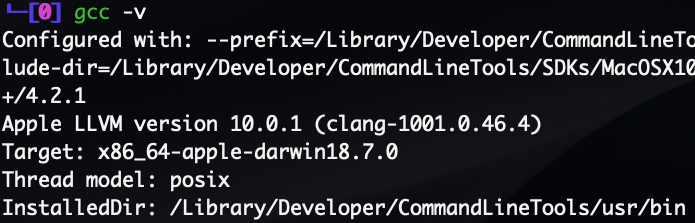 [0] gcc -v
Configured with: --prefix=/Library/Developer/CommandLineTo
lude-dir=/Library/Developer/CommandLineTools/SDKs/MacOSX10
+/4.2.1
Apple LLVM version 10.0.1 (clang-1001.0.46.4)
Target: x86_64-apple-darwin18.7.0
Thread model: posix
InstalledDir: /Library/Developer/CommandLineTools/usr/bin